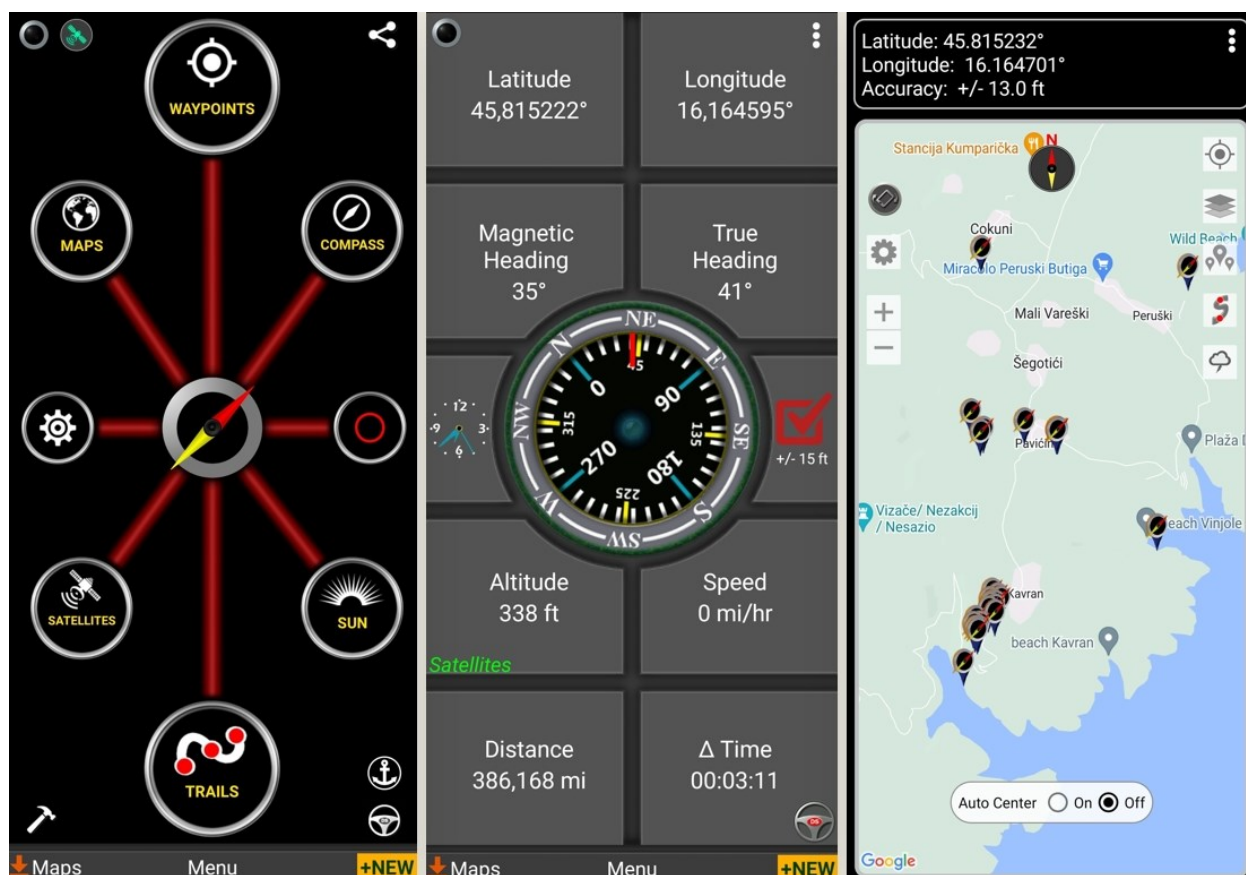 WAYPOINTS
MAPS
COMPASS
SATELLITES
SUN
TRAILS
Maps
Menu
+NEW
Latitude
45,815222°
Longitude
16,164595°
Magnetic
Heading
35°
True
Heading
41°
N
NE
E
SE
S
SW
W
NW
0
45
90
135
180
225
270
315
12
3
6
9
+/- 15 ft
Altitude
338 ft
Speed
0 mi/hr
Satellites
Distance
386,168 mi
Δ Time
00:03:11
Maps
Menu
+NEW
Latitude: 45.815232°
Longitude: 16.164701°
Accuracy: +/- 13.0 ft
Stancija Kumparička
N
Cokuni
Wild Beach
Miracolo Peruski Butiga
Mali Vareški
Peruški
Šegotići
Pavićin
Plaža
Vizače/ Nezakcij
/ Nesazio
each Vinjole
Kavran
beach Kavran
Auto Center On Off
Google